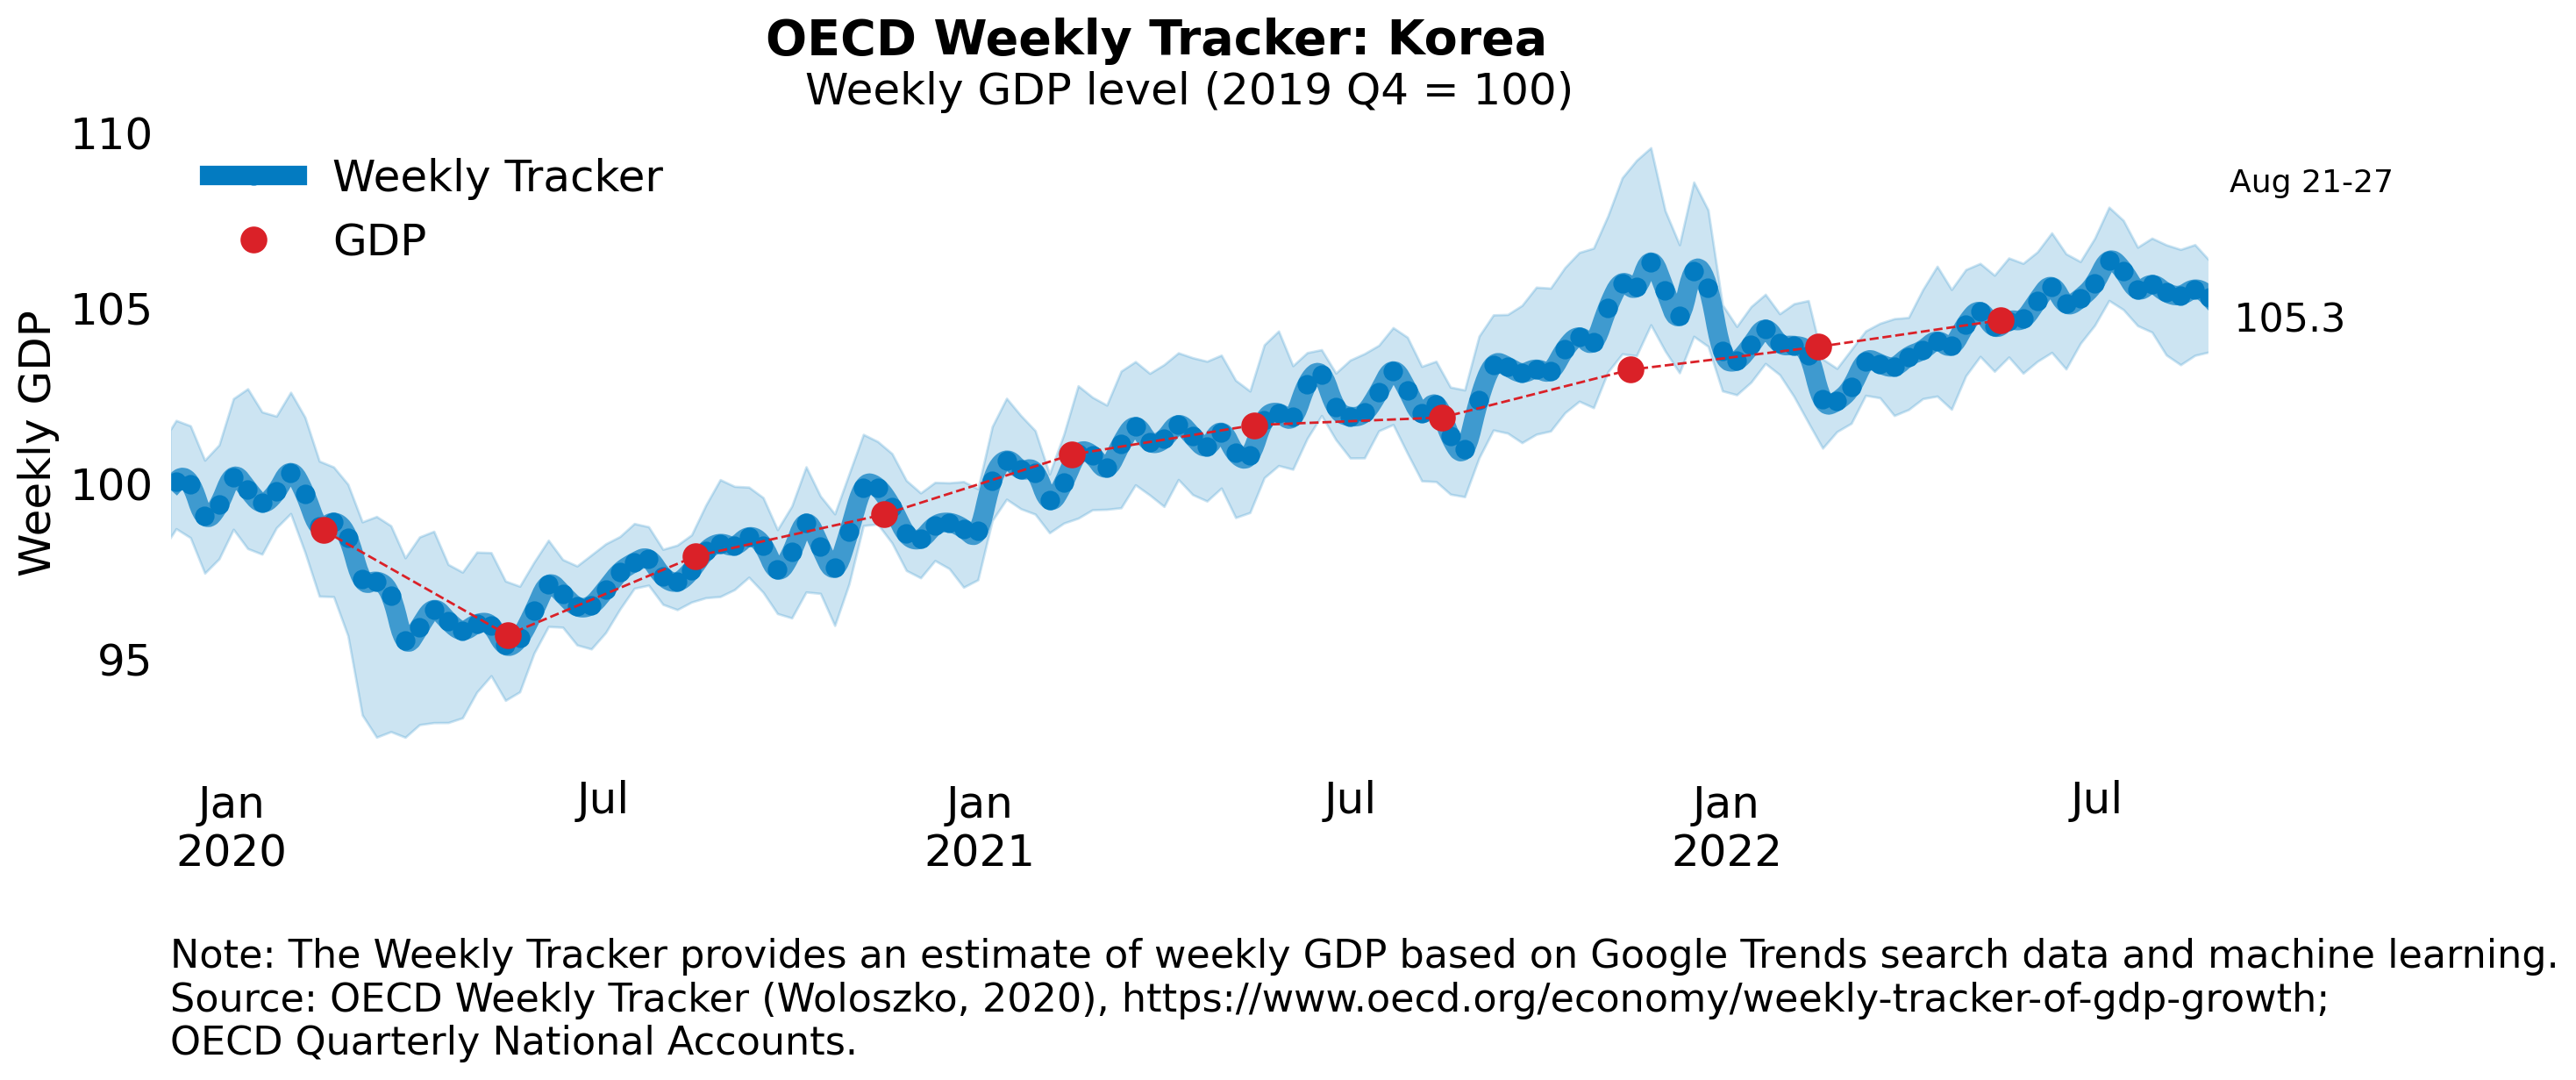 OECD Weekly Tracker: Korea
Weekly GDP level (2019 Q4 = 100)
110
105
100
95
Weekly GDP
Weekly Tracker
GDP
Aug 21-27
105.3
Jan
2020
Jul
Jan
2021
Jul
Jan
2022
Jul
Note: The Weekly Tracker provides an estimate of weekly GDP based on Google Trends search data and machine learning.
Source: OECD Weekly Tracker (Woloszko, 2020), https://www.oecd.org/economy/weekly-tracker-of-gdp-growth;
OECD Quarterly National Accounts.